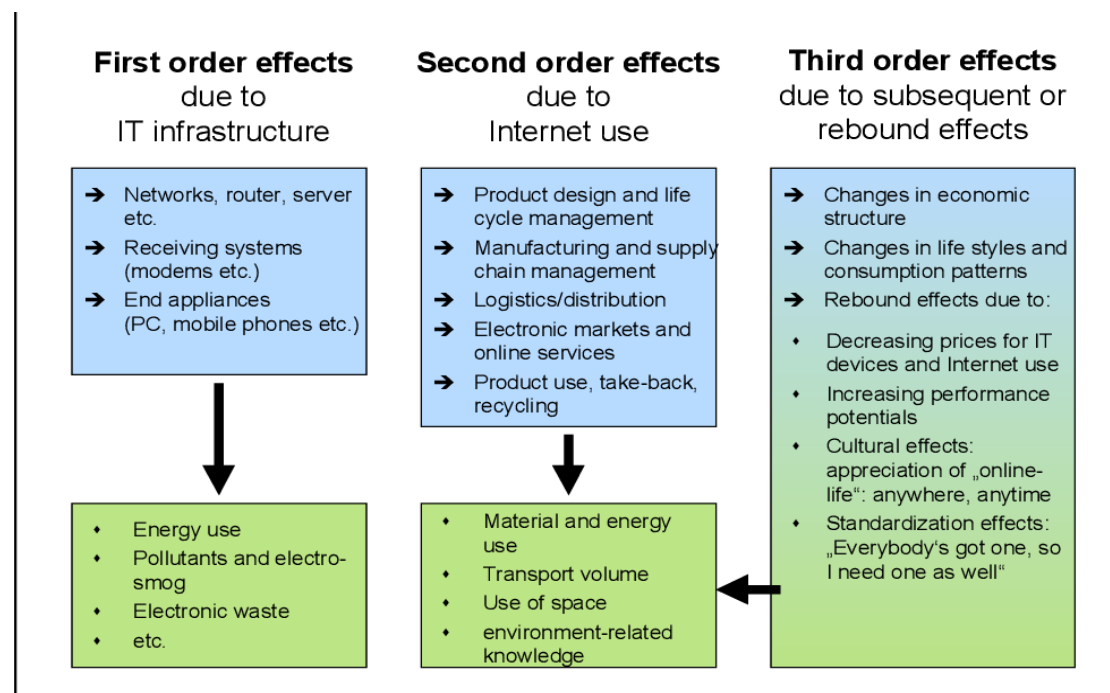 First order effects
due to
IT infrastructure
➔ Networks, router, server
etc.
➔ Receiving systems
(modems etc.)
➔ End appliances
(PC, mobile phones etc.)
⬧ Energy use
⬧ Pollutants and electro-
smog
⬧ Electronic waste
⬧ etc.
Second order effects
due to
Internet use
➔ Product design and life
cycle management
➔ Manufacturing and supply
chain management
➔ Logistics/distribution
➔ Electronic markets and
online services
➔ Product use, take-back,
recycling
⬧ Material and energy
use
⬧ Transport volume
⬧ Use of space
⬧ environment-related
knowledge
Third order effects
due to subsequent or
rebound effects
➔ Changes in economic
structure
➔ Changes in life styles and
consumption patterns
➔ Rebound effects due to:
⬧ Decreasing prices for IT
devices and Internet use
⬧ Increasing performance
potentials
⬧ Cultural effects:
appreciation of „online-
life“: anywhere, anytime
⬧ Standardization effects:
„Everybody‘s got one, so
I need one as well“